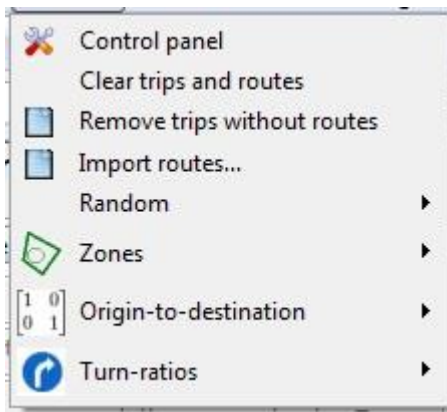 Control panel
Clear trips and routes
Remove trips without routes
Import routes...
Random
Zones
[1 0
0 1]
Origin-to-destination
Turn-ratios